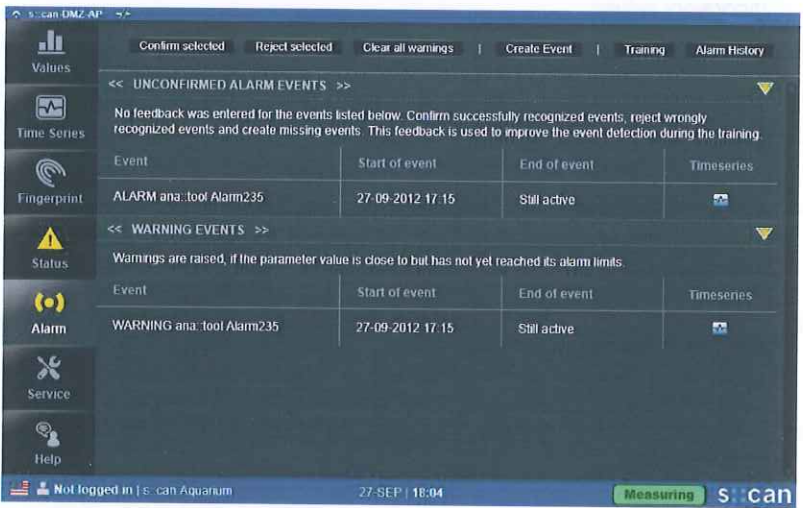 s::can-DMZ-AP
Values
Time Series
Fingerprint
Status
Alarm
Service
Help
Confirm selected Reject selected Clear all warnings | Create Event | Training Alarm History
<< UNCONFIRMED ALARM EVENTS >>
No feedback was entered for the events listed below. Confirm successfully recognized events, reject wrongly
recognized events and create missing events. This feedback is used to improve the event detection during the training.
Event Start of event End of event Timeseries
ALARM ana::tool Alarm235 27-09-2012 17:15 Still active
<< WARNING EVENTS >>
Warnings are raised, if the parameter value is close to but has not yet reached its alarm limits.
Event Start of event End of event Timeseries
WARNING ana::tool Alarm235 27-09-2012 17:15 Still active
Not logged in | s::can Aquarium 27-SEP | 18:04 Measuring s::can